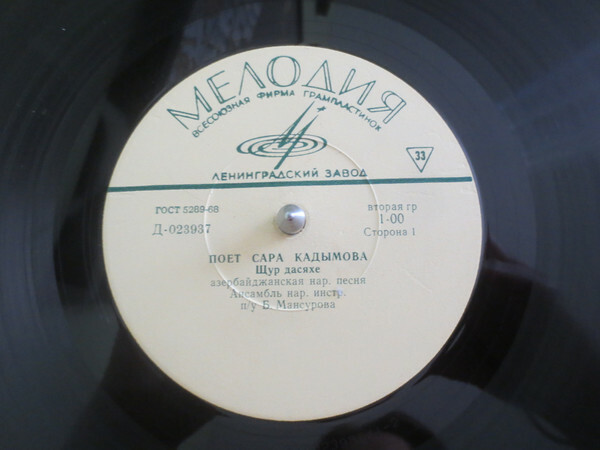 МЕЛОДИЯ
ВСЕСОЮЗНАЯ ФИРМА ГРАМПЛАСТИНОК
33
ЛЕНИНГРАДСКИЙ ЗАВОД
ГОСТ 5289-68
вторая гр
Д-023937
1-00
Сторона 1
ПОЕТ САРА КАДЫМОВА
Щур дасяхе
азербайджанская нар. песня
Ансамбль нар. инстр.
п/у Б. Мансурова